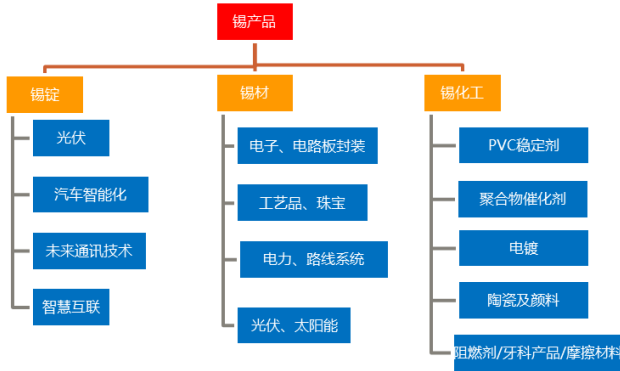 锡产品
锡锭
锡材
锡化工
光伏
汽车智能化
未来通讯技术
智慧互联
电子、电路板封装
工艺品、珠宝
电力、路线系统
光伏、太阳能
PVC稳定剂
聚合物催化剂
电镀
陶瓷及颜料
阻燃剂/牙科产品/摩擦材料